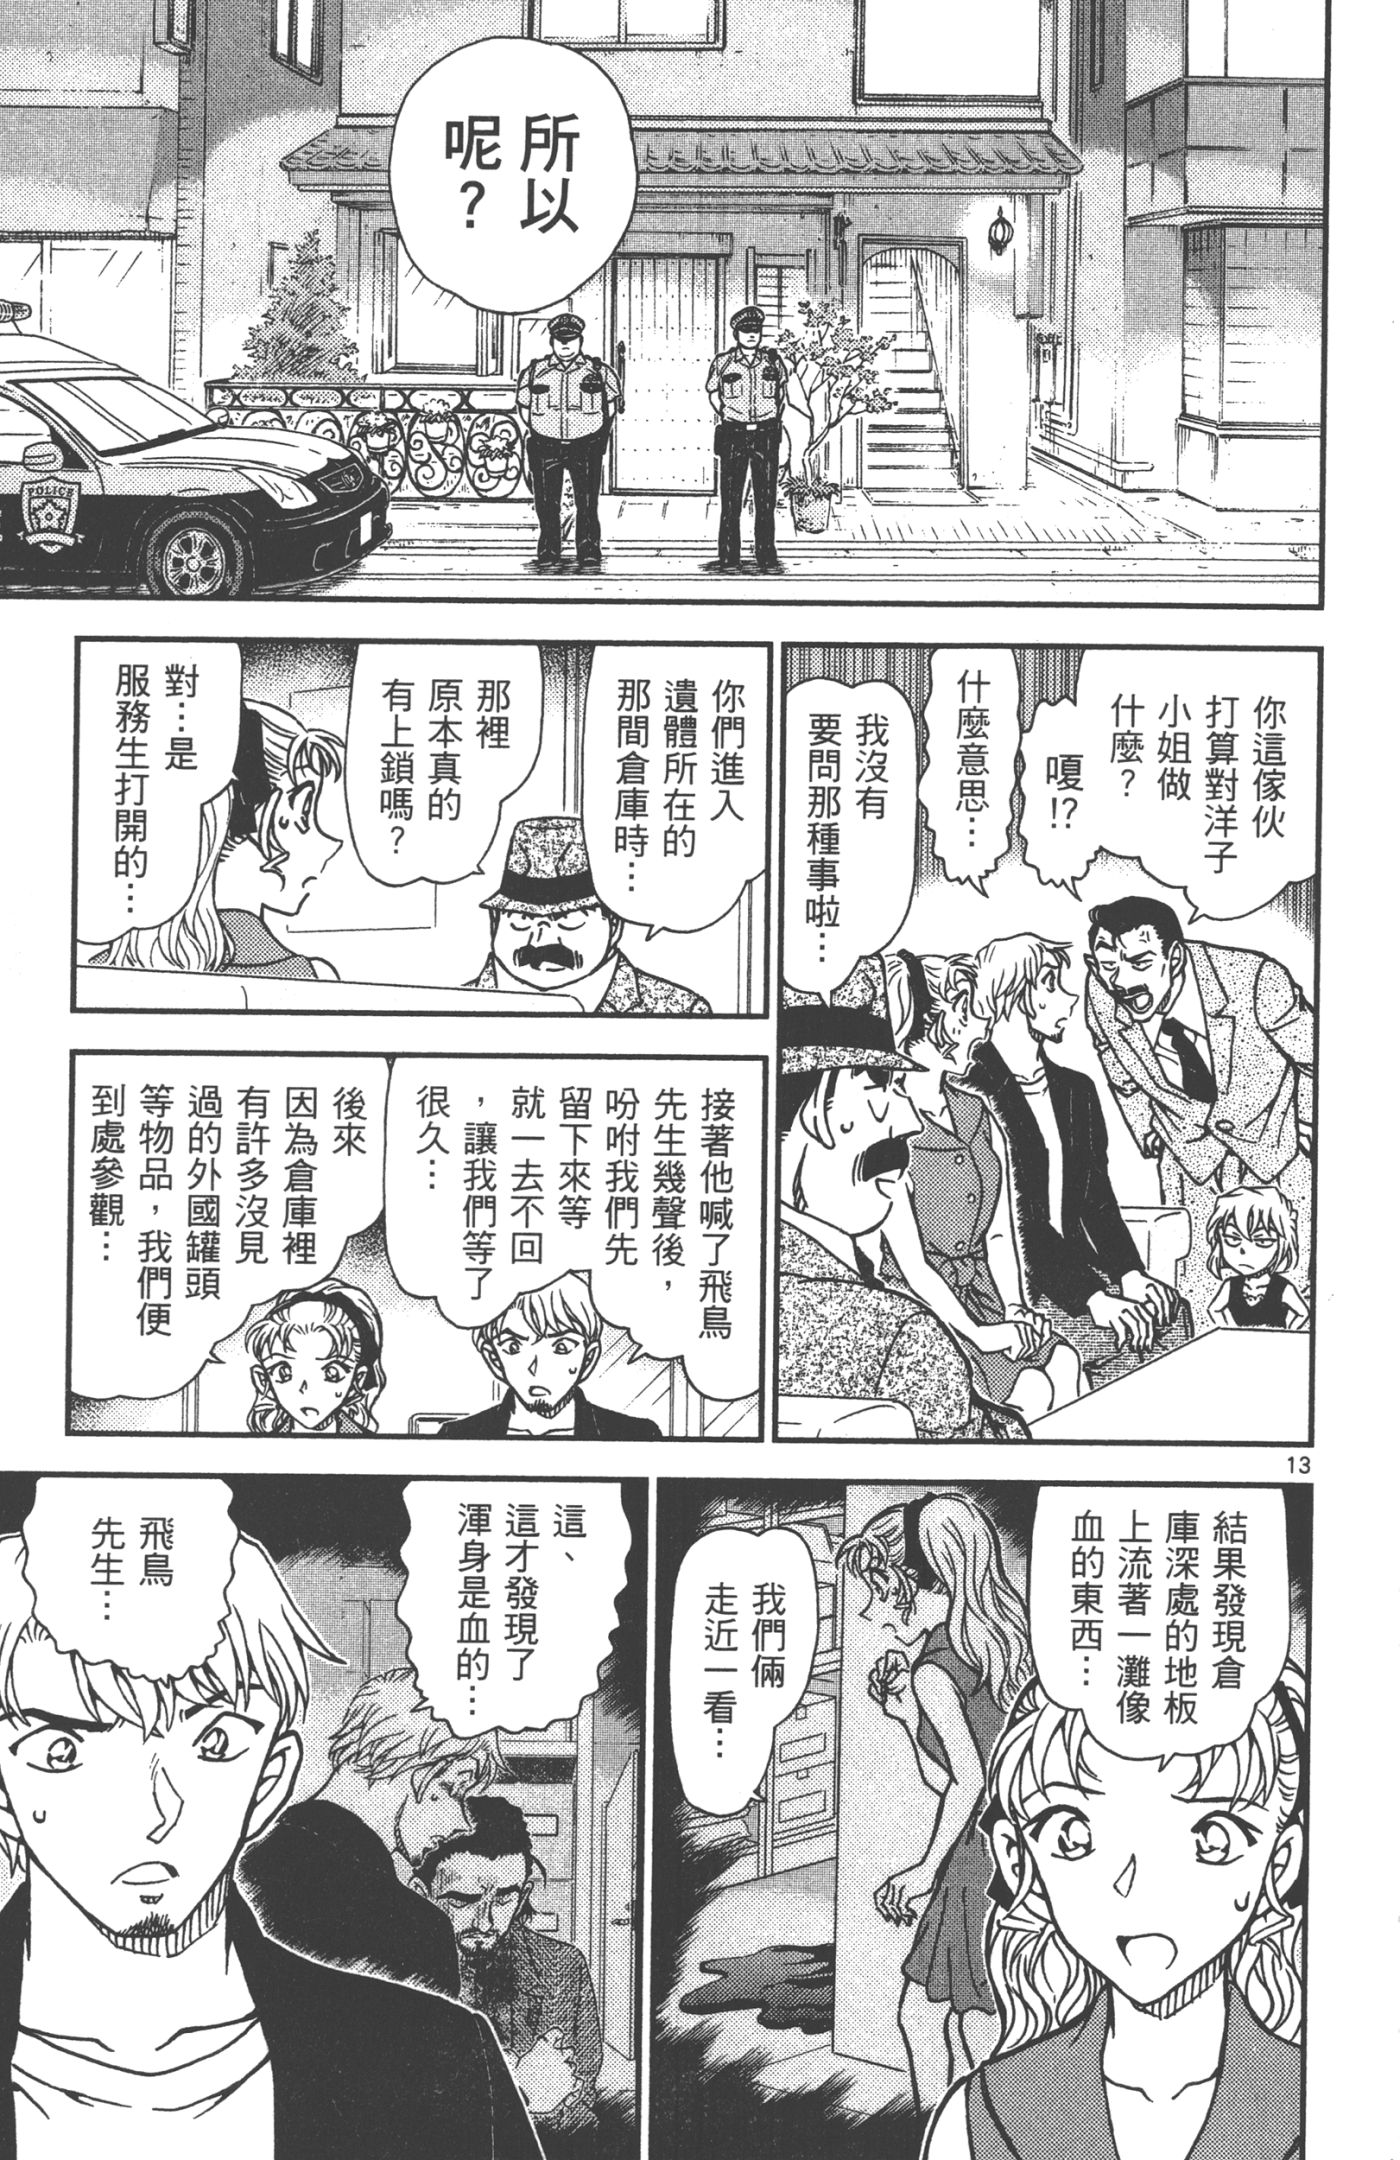 所以
呢？
你這傢伙
打算對洋子
小姐做
什麼？
嗄!?
什麼意思…
我沒有
要問那種事啦…
你們進入
遺體所在的
那間倉庫時…
那裡
原本真的
有上鎖嗎？
對…是
服務生打開的…
接著他喊了飛鳥
先生幾聲後，
吩咐我們先
留下來等
就一去不回
，讓我們等了
很久…
後來
因為倉庫裡
有許多沒見
過的外國罐頭
等物品，我們便
到處參觀…
13
結果發現倉
庫深處的地板
上流著一灘像
血的東西…
我們倆
走近一看…
這、
這才發現了
渾身是血的…
飛鳥
先生…
POLICE